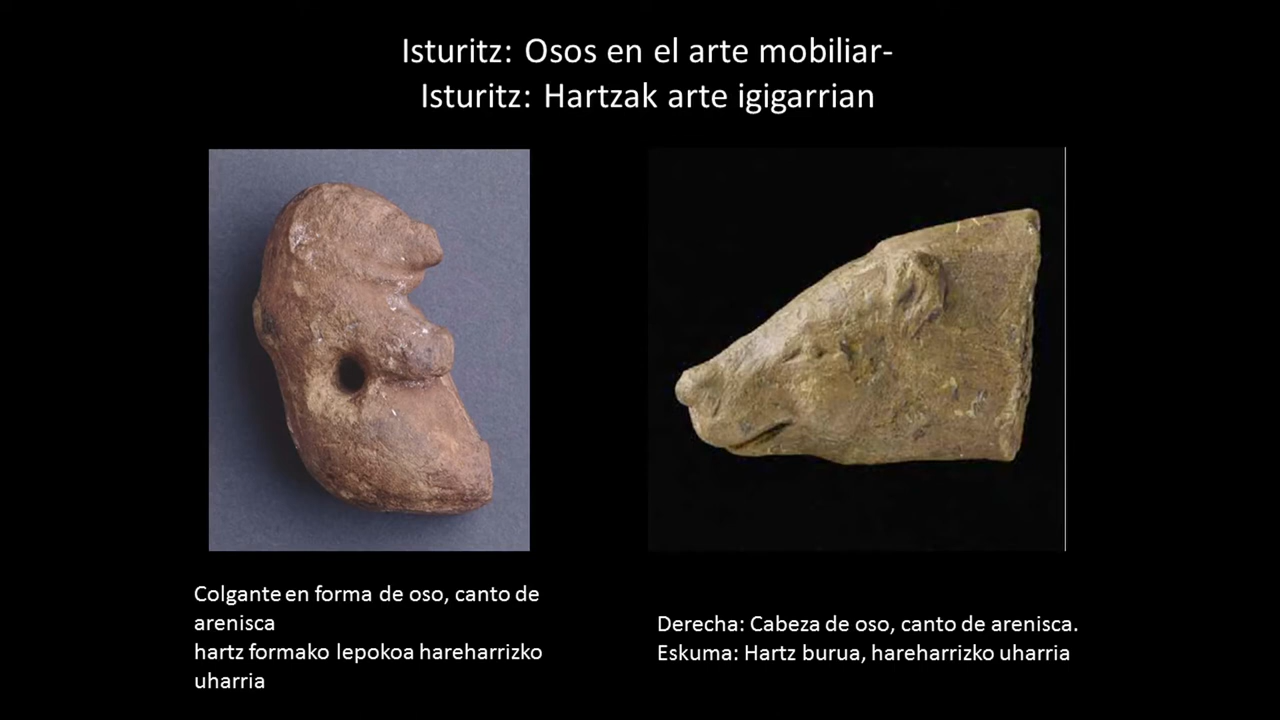 Isturitz: Osos en el arte mobiliar-
Isturitz: Hartzak arte igigarrian
Colgante en forma de oso, canto de
arenisca
hartz formako lepokoa hareharrizko
uharria
Derecha: Cabeza de oso, canto de arenisca.
Eskuma: Hartz burua, hareharrizko uharria